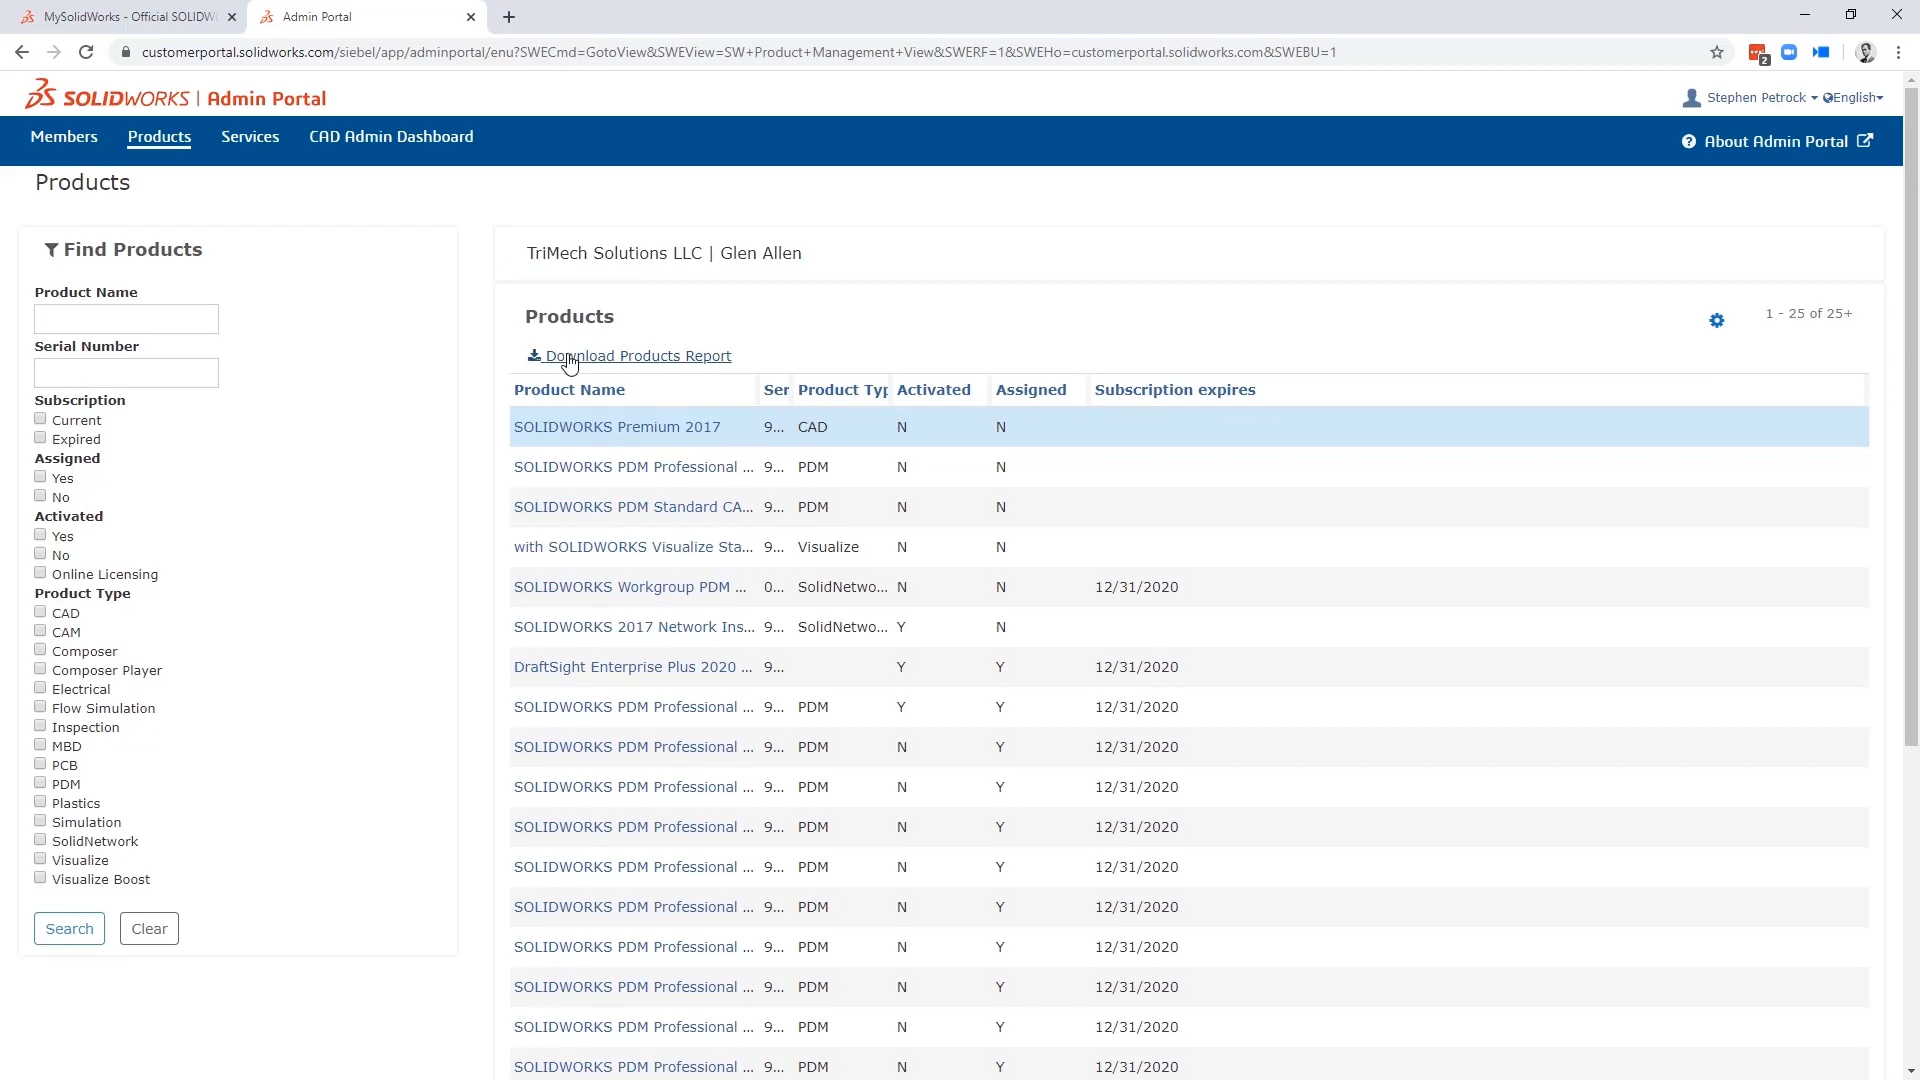 MySolidWorks - Official SOLIDW
Admin Portal
customerportal.solidworks.com/siebel/app/adminportal/enu?SWECmd=GotoView&SWEView=SW+Product+Management+View&SWERF=1&SWEHo=customerportal.solidworks.com&SWEBU=1
2
SOLIDWORKS | Admin Portal
Stephen Petrock
English
Members Products Services CAD Admin Dashboard
? About Admin Portal
Products
Find Products
Product Name
Serial Number
Subscription
Current
Expired
Assigned
Yes
No
Activated
Yes
No
Online Licensing
Product Type
CAD
CAM
Composer
Composer Player
Electrical
Flow Simulation
Inspection
MBD
PCB
PDM
Plastics
Simulation
SolidNetwork
Visualize
Visualize Boost
Search Clear
TriMech Solutions LLC | Glen Allen
Products
1 - 25 of 25+
Download Products Report
Product Name Ser Product Typ Activated Assigned Subscription expires
SOLIDWORKS Premium 2017 9... CAD N N
SOLIDWORKS PDM Professional ... 9... PDM N N
SOLIDWORKS PDM Standard CA... 9... PDM N N
with SOLIDWORKS Visualize Sta... 9... Visualize N N
SOLIDWORKS Workgroup PDM ... 0... SolidNetwo... N N 12/31/2020
SOLIDWORKS 2017 Network Ins... 9... SolidNetwo... Y N
DraftSight Enterprise Plus 2020 ... 9... Y Y 12/31/2020
SOLIDWORKS PDM Professional ... 9... PDM Y Y 12/31/2020
SOLIDWORKS PDM Professional ... 9... PDM N Y 12/31/2020
SOLIDWORKS PDM Professional ... 9... PDM N Y 12/31/2020
SOLIDWORKS PDM Professional ... 9... PDM N Y 12/31/2020
SOLIDWORKS PDM Professional ... 9... PDM N Y 12/31/2020
SOLIDWORKS PDM Professional ... 9... PDM N Y 12/31/2020
SOLIDWORKS PDM Professional ... 9... PDM N Y 12/31/2020
SOLIDWORKS PDM Professional ... 9... PDM N Y 12/31/2020
SOLIDWORKS PDM Professional ... 9... PDM N Y 12/31/2020
SOLIDWORKS PDM Professional ... 9... PDM N Y 12/31/2020